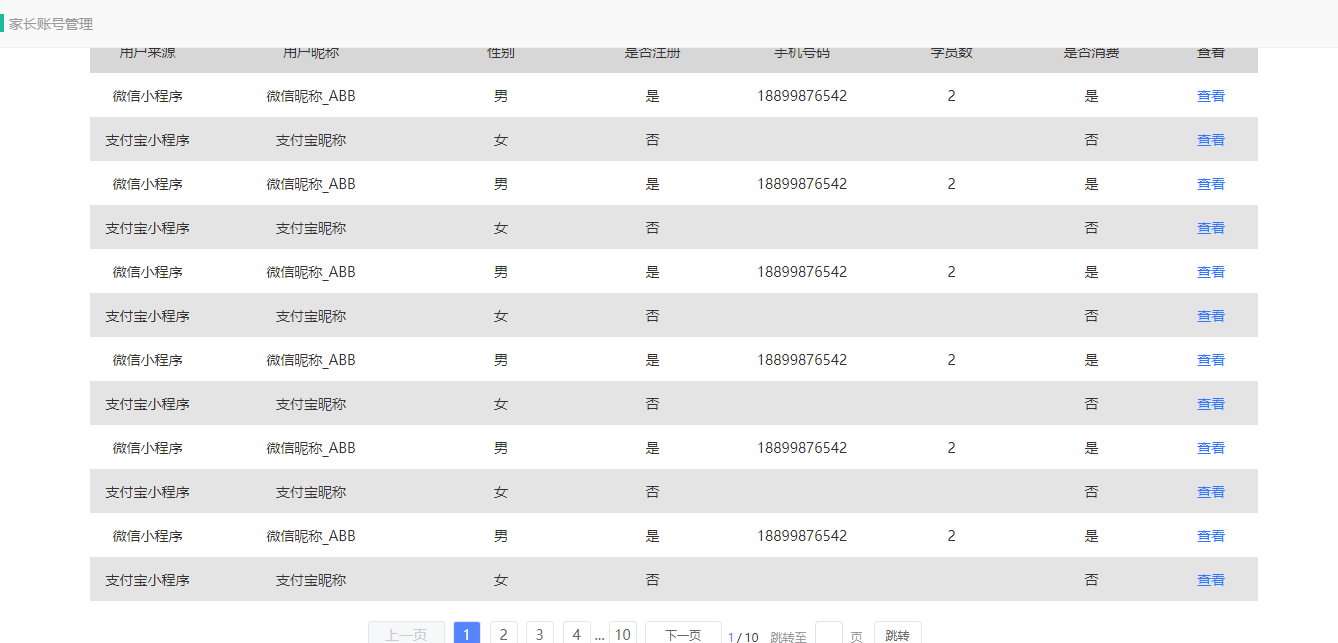 家长账号管理
用户来源 用户昵称 性别 是否注册 手机号码 学员数 是否消费 查看
微信小程序 微信昵称_ABB 男 是 18899876542 2 是 查看
支付宝小程序 支付宝昵称 女 否 否 查看
微信小程序 微信昵称_ABB 男 是 18899876542 2 是 查看
支付宝小程序 支付宝昵称 女 否 否 查看
微信小程序 微信昵称_ABB 男 是 18899876542 2 是 查看
支付宝小程序 支付宝昵称 女 否 否 查看
微信小程序 微信昵称_ABB 男 是 18899876542 2 是 查看
支付宝小程序 支付宝昵称 女 否 否 查看
微信小程序 微信昵称_ABB 男 是 18899876542 2 是 查看
支付宝小程序 支付宝昵称 女 否 否 查看
微信小程序 微信昵称_ABB 男 是 18899876542 2 是 查看
支付宝小程序 支付宝昵称 女 否 否 查看
上一页 1 2 3 4 ... 10 下一页 1 / 10 跳转至 页 跳转